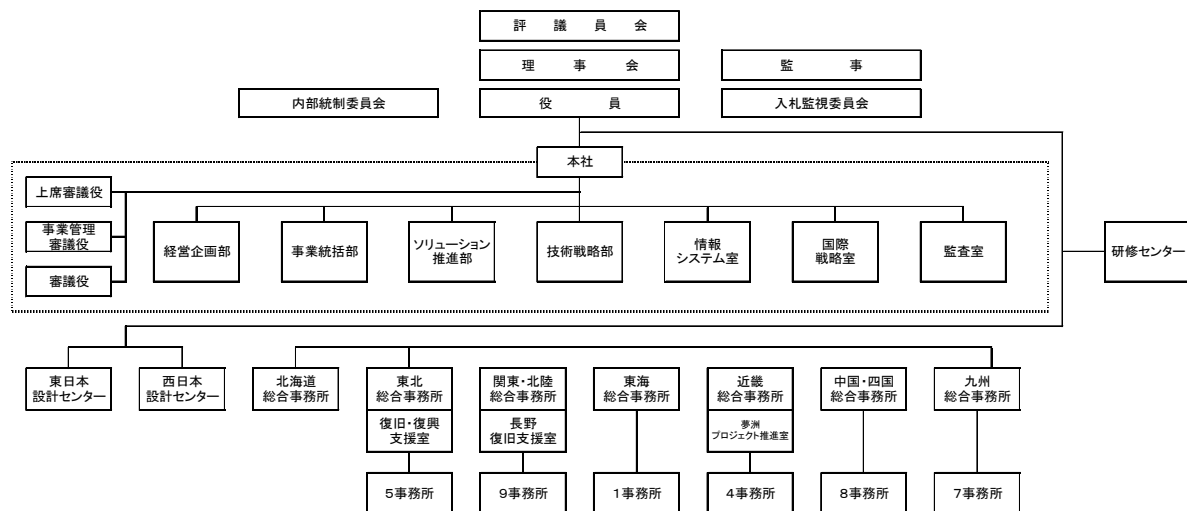 評議員会
理事会
監事
内部統制委員会
役員
入札監視委員会
本社
上席審議役
事業管理
審議役
審議役
経営企画部
事業統括部
ソリューション
推進部
技術戦略部
情報
システム室
国際
戦略室
監査室
研修センター
東日本
設計センター
西日本
設計センター
北海道
総合事務所
東北
総合事務所
復旧・復興
支援室
関東・北陸
総合事務所
長野
復旧支援室
東海
総合事務所
近畿
総合事務所
夢洲
プロジェクト推進室
中国・四国
総合事務所
九州
総合事務所
5事務所
9事務所
1事務所
4事務所
8事務所
7事務所